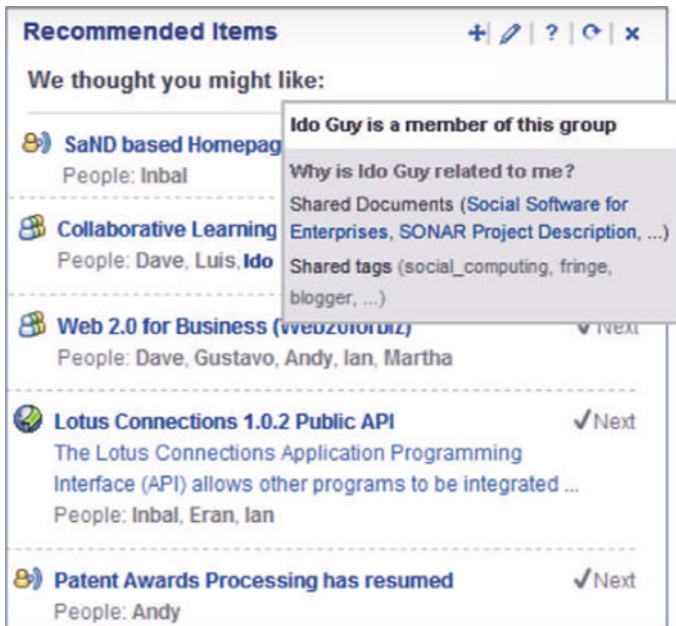 Recommended Items
?
We thought you might like:
SaND based Homepag
People: Inbal
Ido Guy is a member of this group
Why is Ido Guy related to me?
Shared Documents (Social Software for
Enterprises, SONAR Project Description, ...)
Shared tags (social_computing, fringe,
blogger, ...)
Collaborative Learning
People: Dave, Luis, Ido
Web 2.0 for Business (Web20forbiz)
Next
People: Dave, Gustavo, Andy, Ian, Martha
Lotus Connections 1.0.2 Public API
Next
The Lotus Connections Application Programming
Interface (API) allows other programs to be integrated ...
People: Inbal, Eran, Ian
Patent Awards Processing has resumed
Next
People: Andy